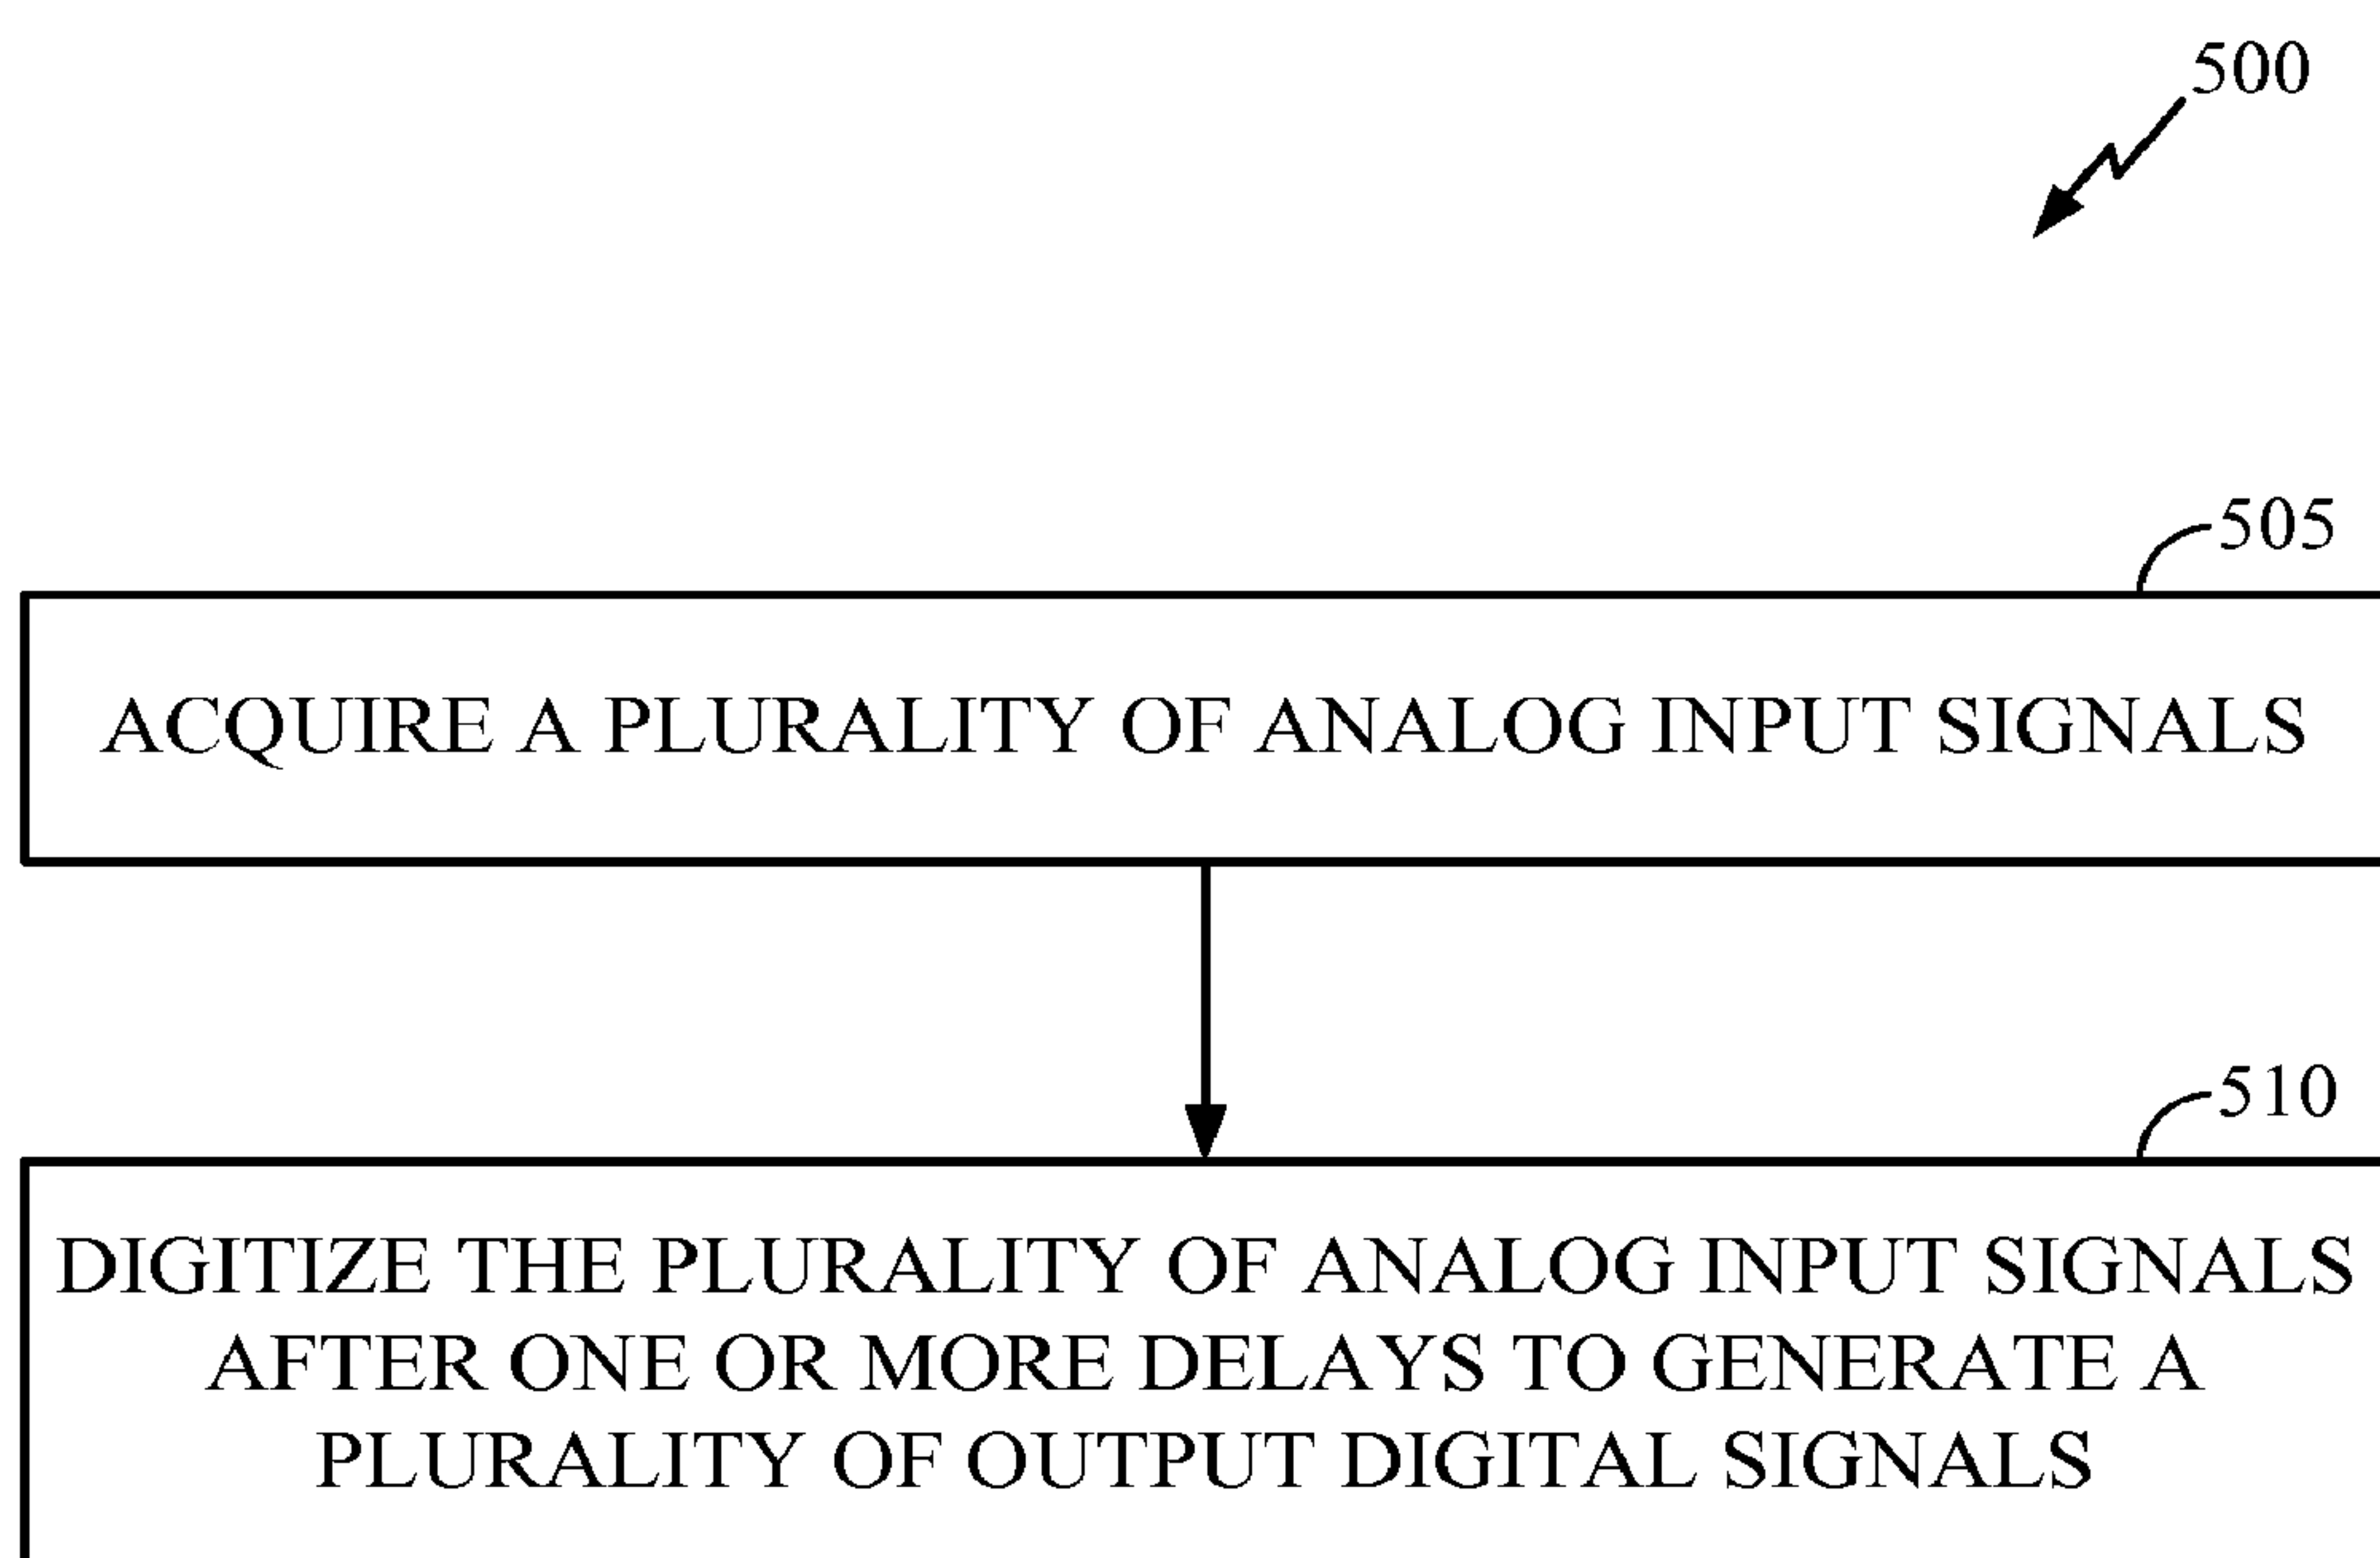 500
505
ACQUIRE A PLURALITY OF ANALOG INPUT SIGNALS
510
DIGITIZE THE PLURALITY OF ANALOG INPUT SIGNALS
AFTER ONE OR MORE DELAYS TO GENERATE A
PLURALITY OF OUTPUT DIGITAL SIGNALS